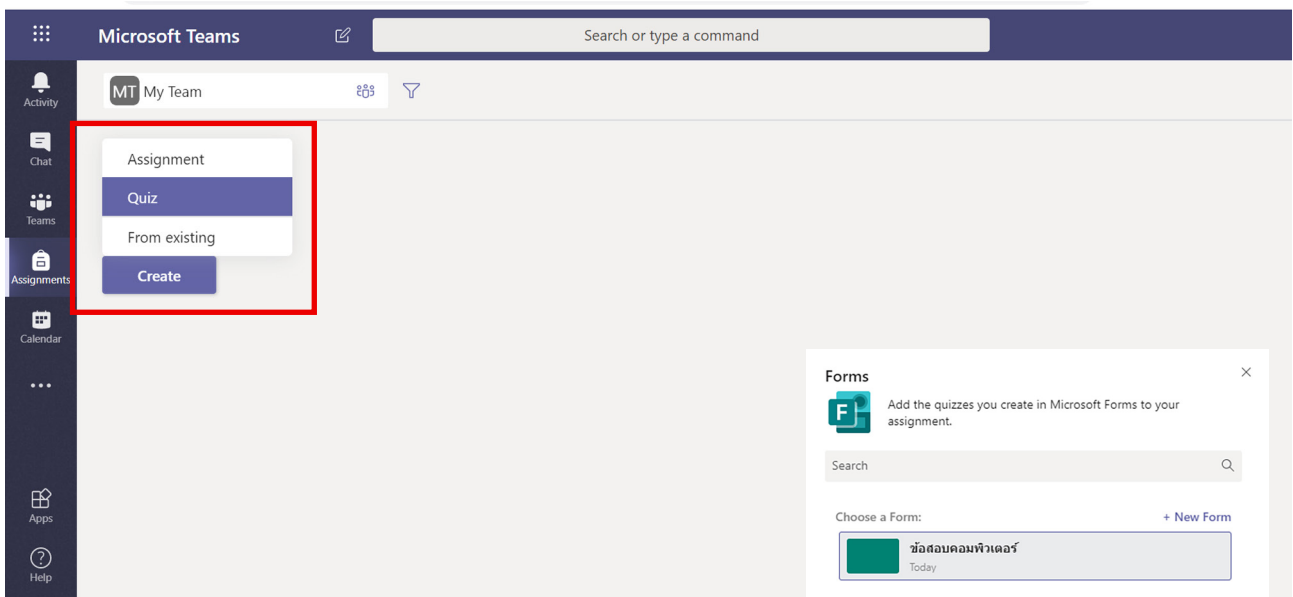 Microsoft Teams
Search or type a command
Activity
Chat
Teams
Assignments
Calendar
Apps
Help
MT My Team
Assignment
Quiz
From existing
Create
Forms
F
Add the quizzes you create in Microsoft Forms to your
assignment.
Search
Choose a Form:
+ New Form
ข้อสอบคอมพิวเตอร์
Today